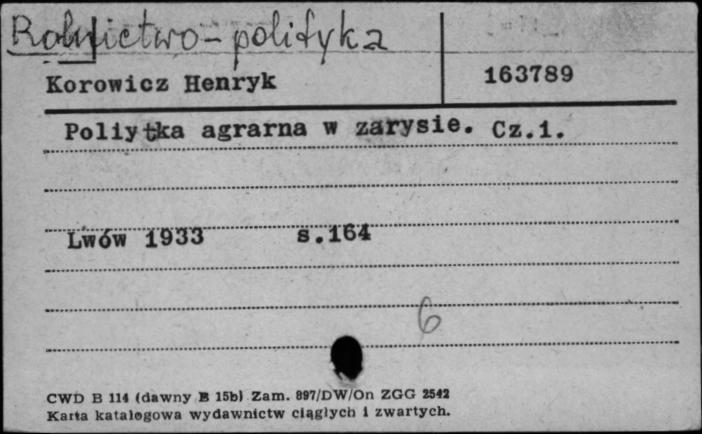 Rolnictwo - polityka
Korowicz Henryk 163789
Poliytka agrarna w zarysie. Cz.1.
Lwów 1933 s.164
6
CWD B 114 (dawny B 15b) Zam. 897/DW/On ZGG 2542
Karta katalogowa wydawnictw ciągłych i zwartych.